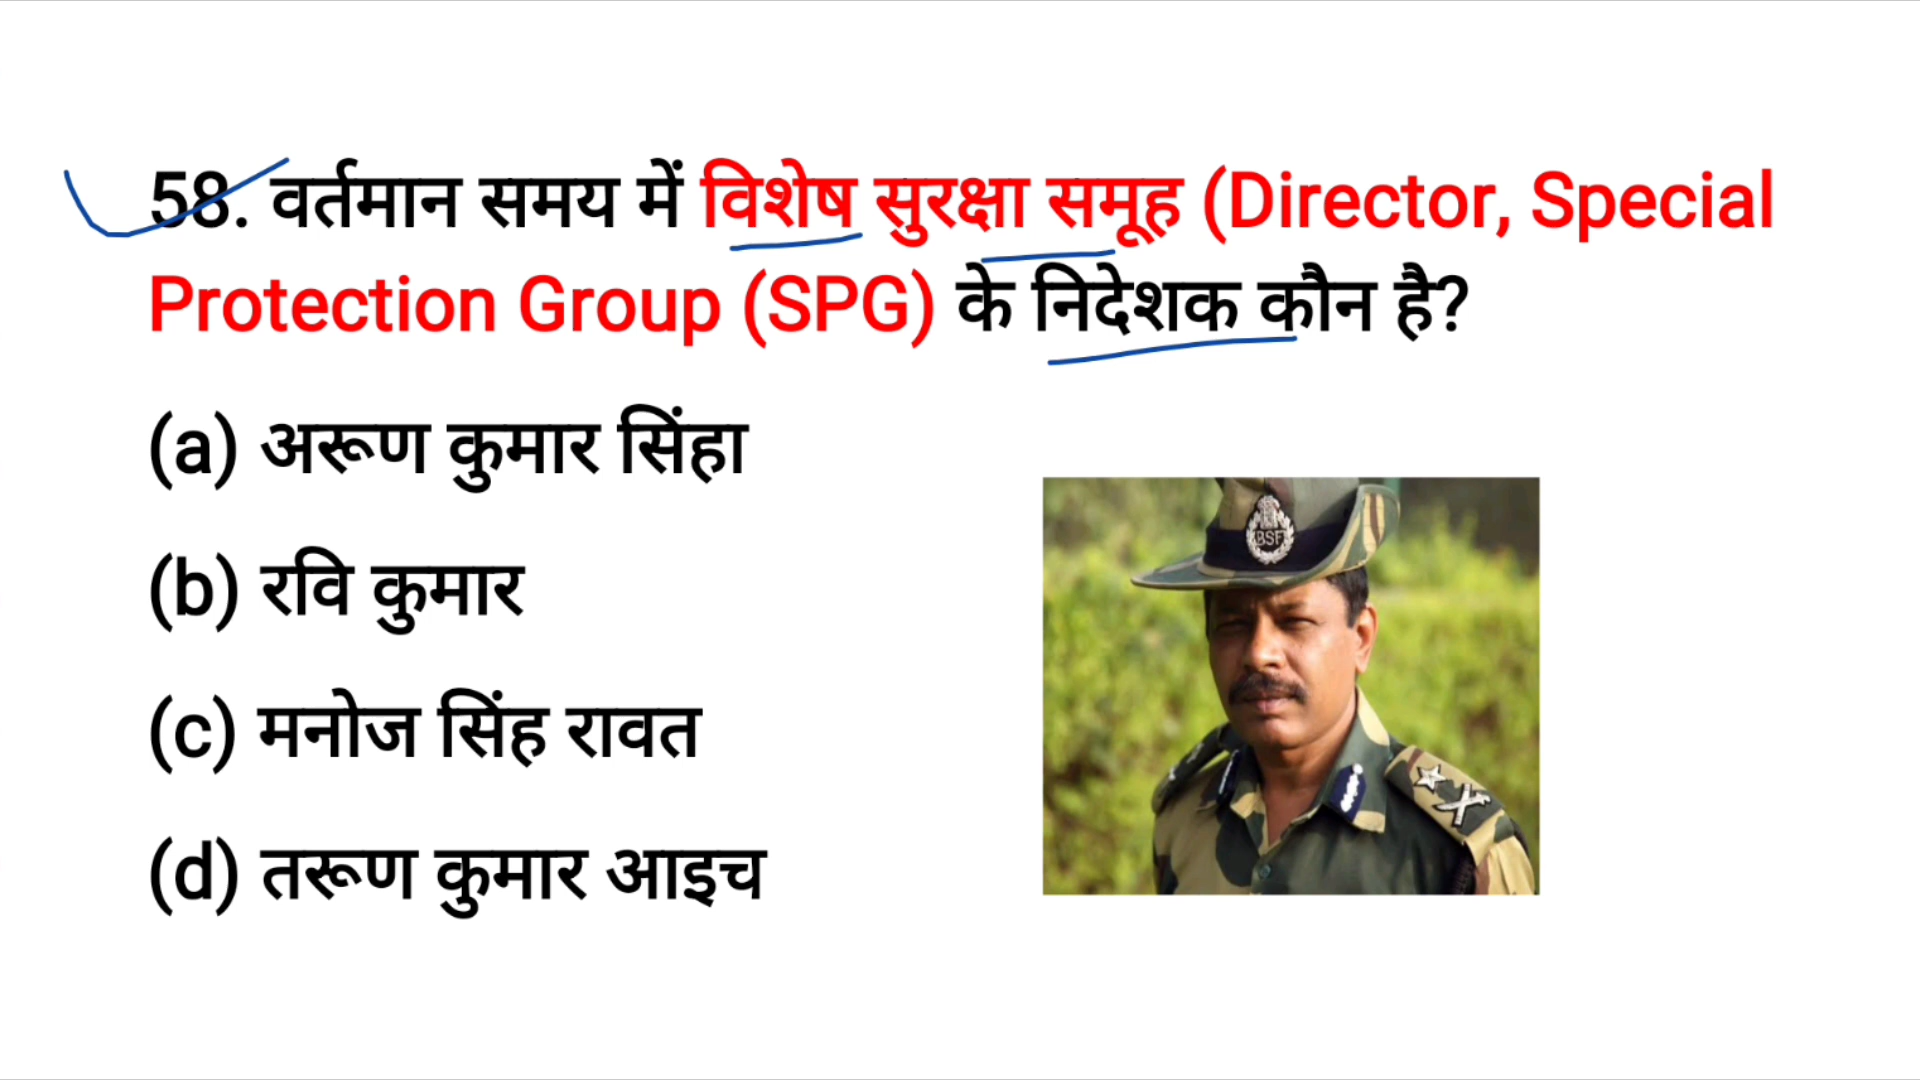 58. वर्तमान समय में विशेष सुरक्षा समूह (Director, Special
Protection Group (SPG) के निदेशक कौन है?
(a) अरूण कुमार सिंहा
(b) रवि कुमार
(c) मनोज सिंह रावत
(d) तरूण कुमार आइच
BSF